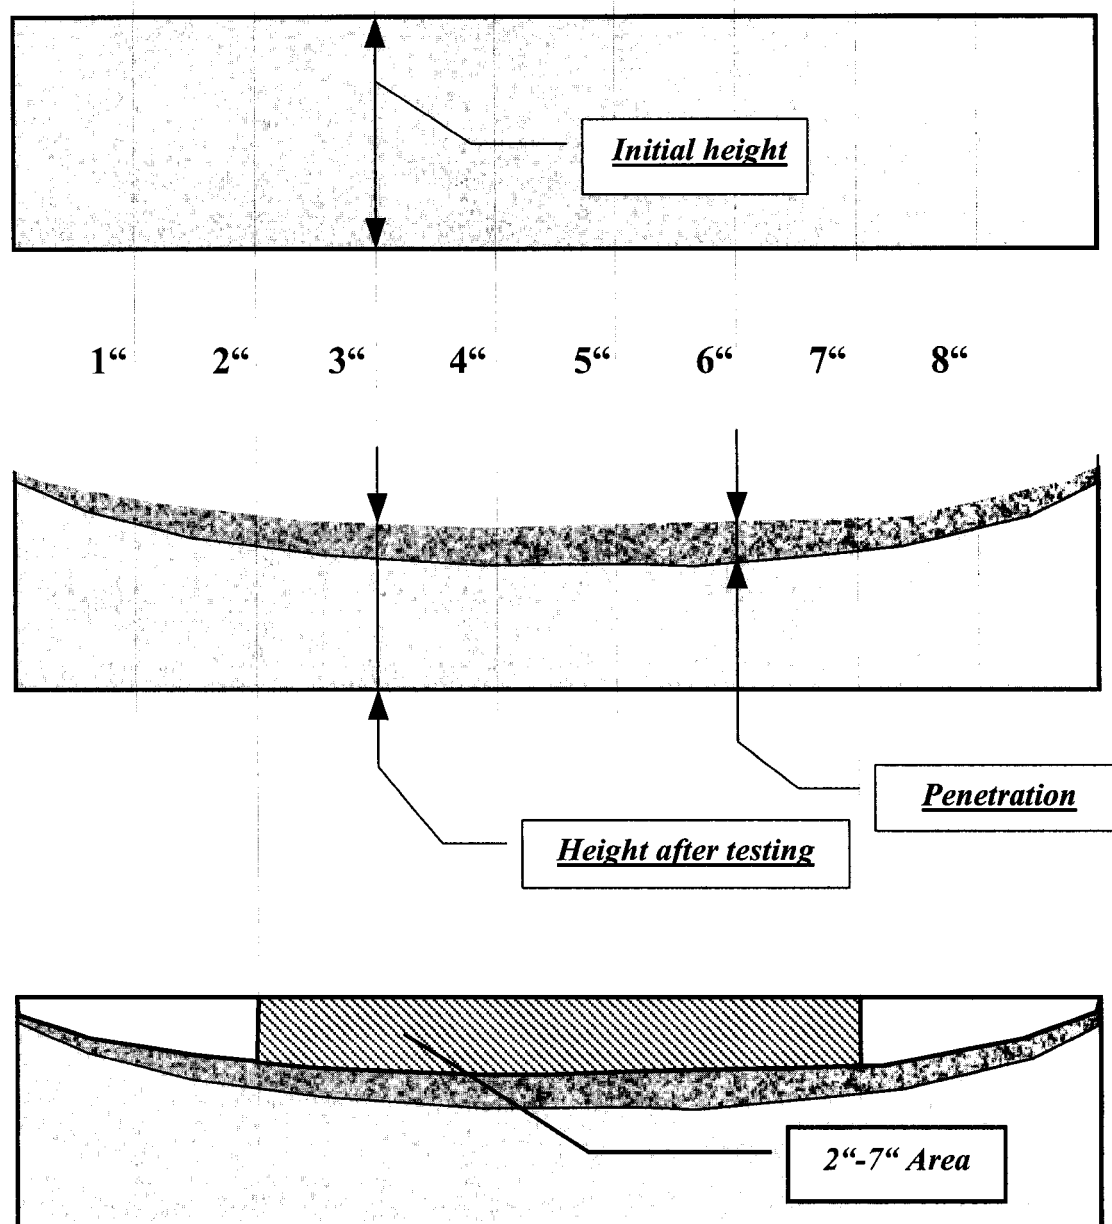 Initial height
1“ 2“ 3“ 4“ 5“ 6“ 7“ 8“
Penetration
Height after testing
2“-7“ Area